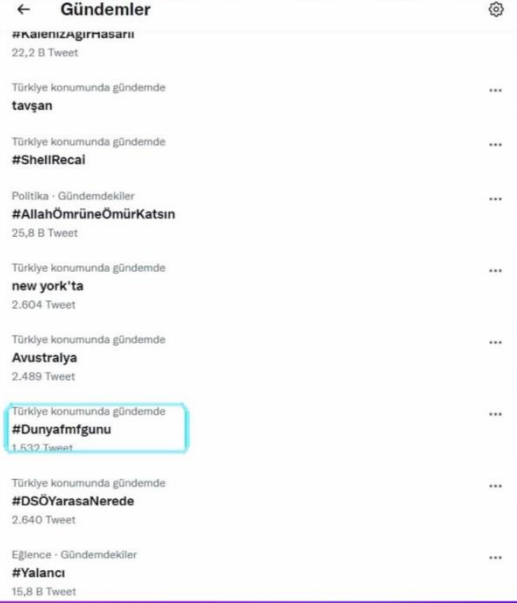 Gündemler
#KalenizAğırHasarlı
22,2 B Tweet
Türkiye konumunda gündemde
tavşan
Türkiye konumunda gündemde
#ShellRecai
Politika · Gündemdekiler
#AllahÖmrüneÖmürKatsın
25,8 B Tweet
Türkiye konumunda gündemde
new york'ta
2.604 Tweet
Türkiye konumunda gündemde
Avustralya
2.489 Tweet
Türkiye konumunda gündemde
#Dunyafmfgunu
1.532 Tweet
Türkiye konumunda gündemde
#DSÖYarasaNerede
2.640 Tweet
Eğlence · Gündemdekiler
#Yalancı
15,8 B Tweet